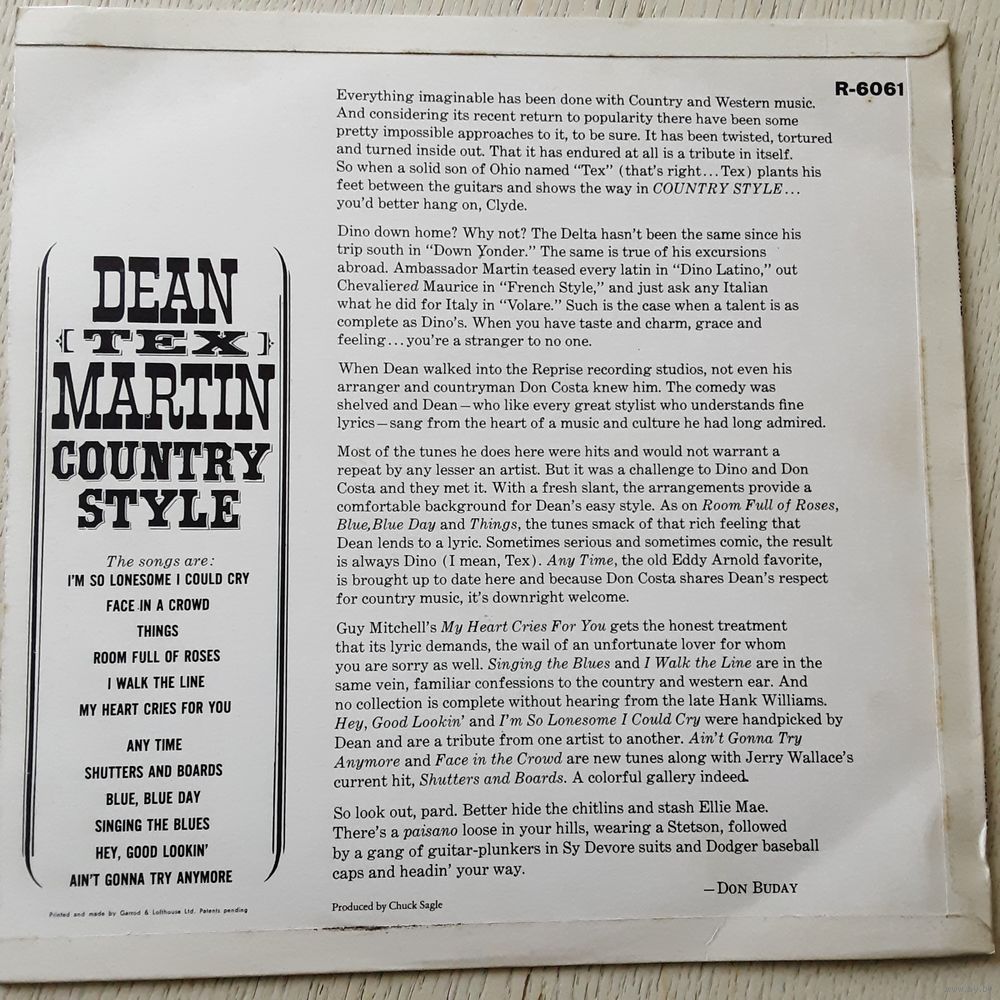 R-6061
DEAN
[TEX]
MARTIN
COUNTRY
STYLE
The songs are:
I'M SO LONESOME I COULD CRY
FACE IN A CROWD
THINGS
ROOM FULL OF ROSES
I WALK THE LINE
MY HEART CRIES FOR YOU
ANY TIME
SHUTTERS AND BOARDS
BLUE, BLUE DAY
SINGING THE BLUES
HEY, GOOD LOOKIN'
AIN'T GONNA TRY ANYMORE
Printed and made by Garrod & Lofthouse Ltd. Patents pending
Everything imaginable has been done with Country and Western music.
And considering its recent return to popularity there have been some
pretty impossible approaches to it, to be sure. It has been twisted, tortured
and turned inside out. That it has endured at all is a tribute in itself.
So when a solid son of Ohio named "Tex" (that's right...Tex) plants his
feet between the guitars and shows the way in COUNTRY STYLE...
you'd better hang on, Clyde.
Dino down home? Why not? The Delta hasn't been the same since his
trip south in "Down Yonder." The same is true of his excursions
abroad. Ambassador Martin teased every latin in "Dino Latino," out
Chevaliered Maurice in "French Style," and just ask any Italian
what he did for Italy in "Volare." Such is the case when a talent is as
complete as Dino's. When you have taste and charm, grace and
feeling...you're a stranger to no one.
When Dean walked into the Reprise recording studios, not even his
arranger and countryman Don Costa knew him. The comedy was
shelved and Dean—who like every great stylist who understands fine
lyrics—sang from the heart of a music and culture he had long admired.
Most of the tunes he does here were hits and would not warrant a
repeat by any lesser an artist. But it was a challenge to Dino and Don
Costa and they met it. With a fresh slant, the arrangements provide a
comfortable background for Dean's easy style. As on Room Full of Roses,
Blue,Blue Day and Things, the tunes smack of that rich feeling that
Dean lends to a lyric. Sometimes serious and sometimes comic, the result
is always Dino (I mean, Tex). Any Time, the old Eddy Arnold favorite,
is brought up to date here and because Don Costa shares Dean's respect
for country music, it's downright welcome.
Guy Mitchell's My Heart Cries For You gets the honest treatment
that its lyric demands, the wail of an unfortunate lover for whom
you are sorry as well. Singing the Blues and I Walk the Line are in the
same vein, familiar confessions to the country and western ear. And
no collection is complete without hearing from the late Hank Williams.
Hey, Good Lookin' and I'm So Lonesome I Could Cry were handpicked by
Dean and are a tribute from one artist to another. Ain't Gonna Try
Anymore and Face in the Crowd are new tunes along with Jerry Wallace's
current hit, Shutters and Boards. A colorful gallery indeed.
So look out, pard. Better hide the chitlins and stash Ellie Mae.
There's a paisano loose in your hills, wearing a Stetson, followed
by a gang of guitar-plunkers in Sy Devore suits and Dodger baseball
caps and headin' your way.
—DON BUDAY
Produced by Chuck Sagle